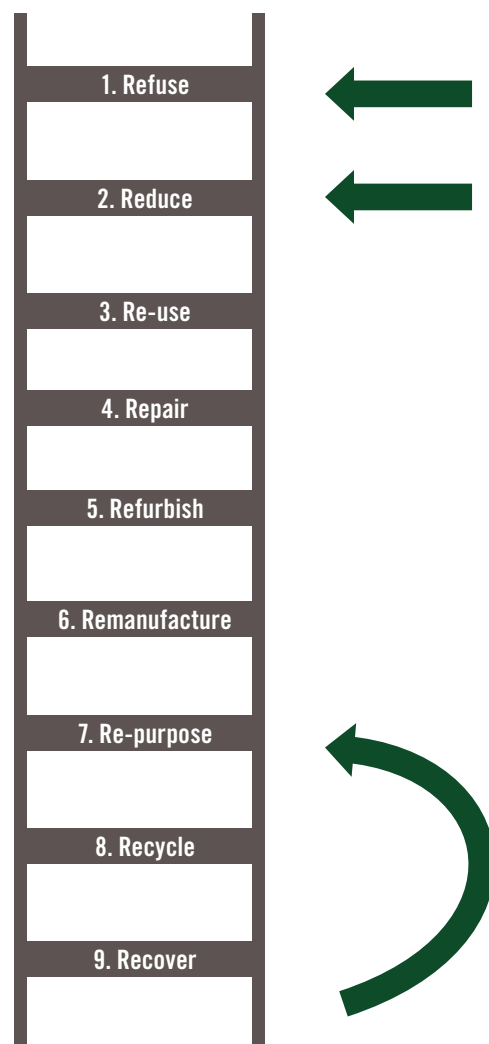 1. Refuse
2. Reduce
3. Re-use
4. Repair
5. Refurbish
6. Remanufacture
7. Re-purpose
8. Recycle
9. Recover